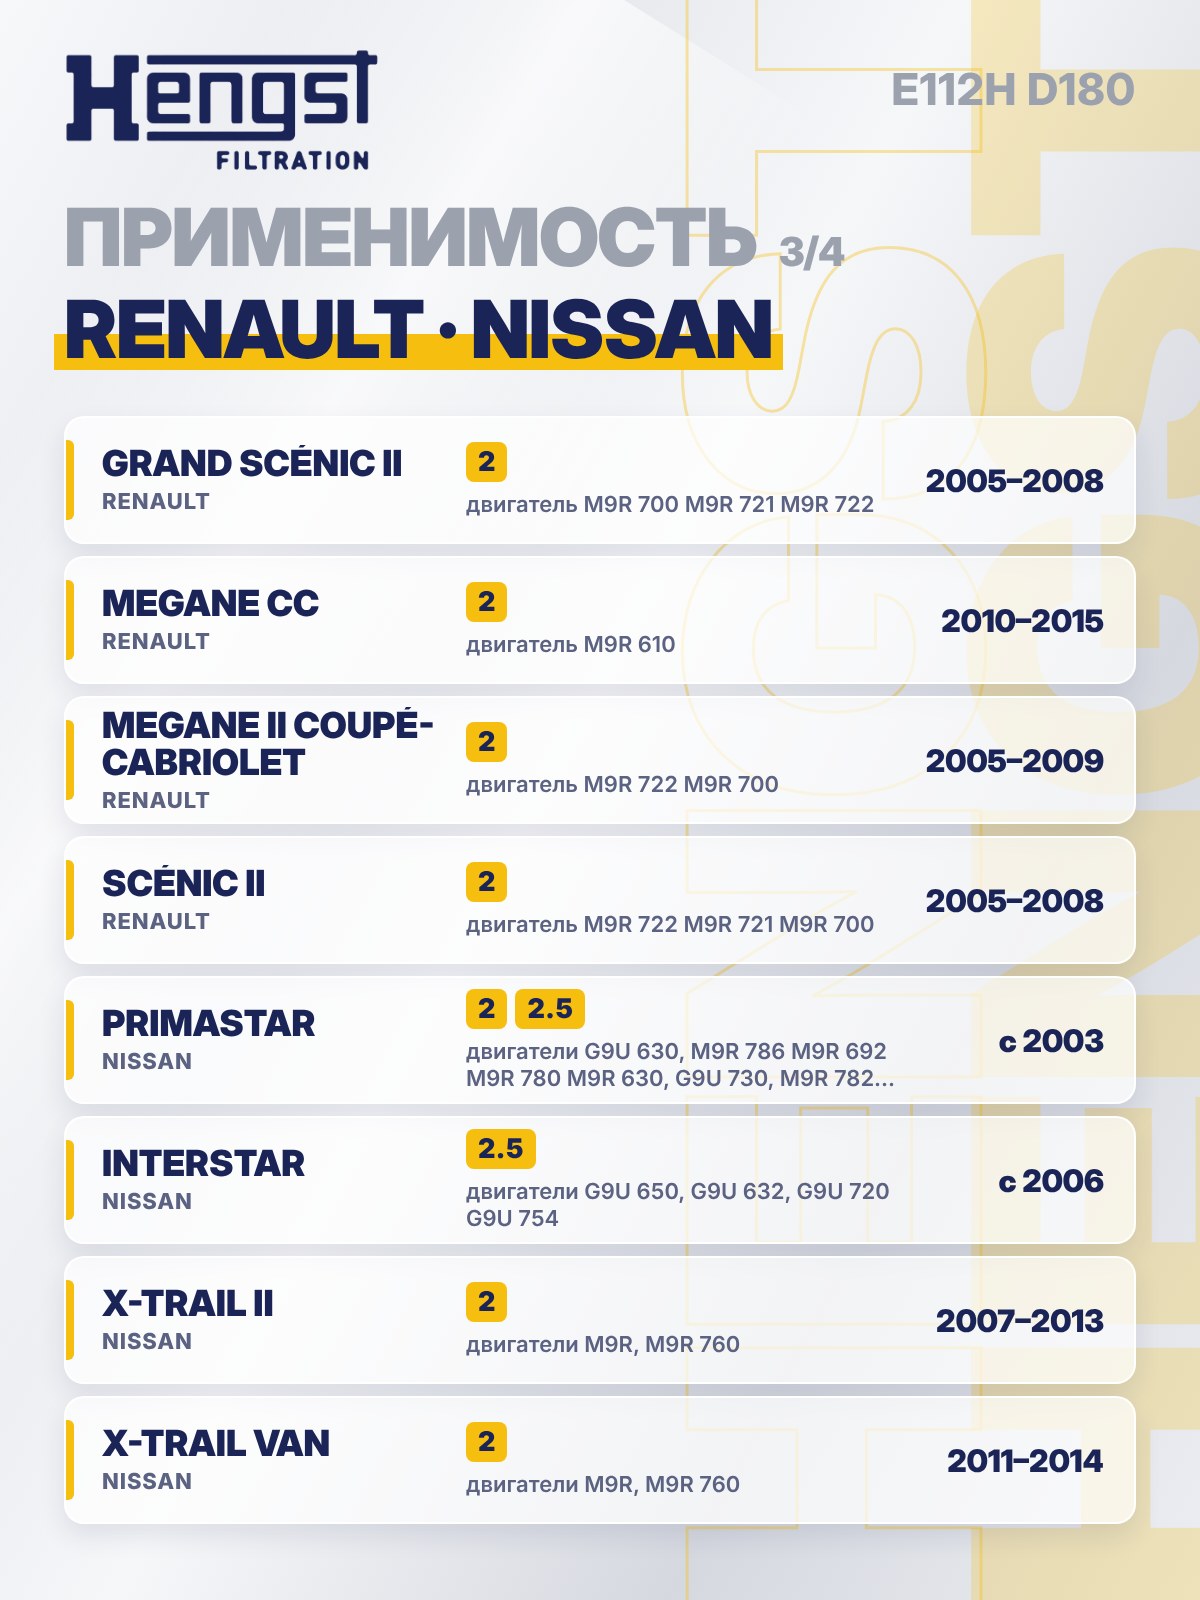 Hengst
FILTRATION
E112H D180
ПРИМЕНИМОСТЬ 3/4
RENAULT · NISSAN
GRAND SCÉNIC II
RENAULT
2
двигатель M9R 700 M9R 721 M9R 722
2005–2008
MEGANE CC
RENAULT
2
двигатель M9R 610
2010–2015
MEGANE II COUPÉ-
CABRIOLET
RENAULT
2
двигатель M9R 722 M9R 700
2005–2009
SCÉNIC II
RENAULT
2
двигатель M9R 722 M9R 721 M9R 700
2005–2008
PRIMASTAR
NISSAN
2 2.5
двигатели G9U 630, M9R 786 M9R 692
M9R 780 M9R 630, G9U 730, M9R 782...
с 2003
INTERSTAR
NISSAN
2.5
двигатели G9U 650, G9U 632, G9U 720
G9U 754
с 2006
X-TRAIL II
NISSAN
2
двигатели M9R, M9R 760
2007–2013
X-TRAIL VAN
NISSAN
2
двигатели M9R, M9R 760
2011–2014
HENGST
HENGST